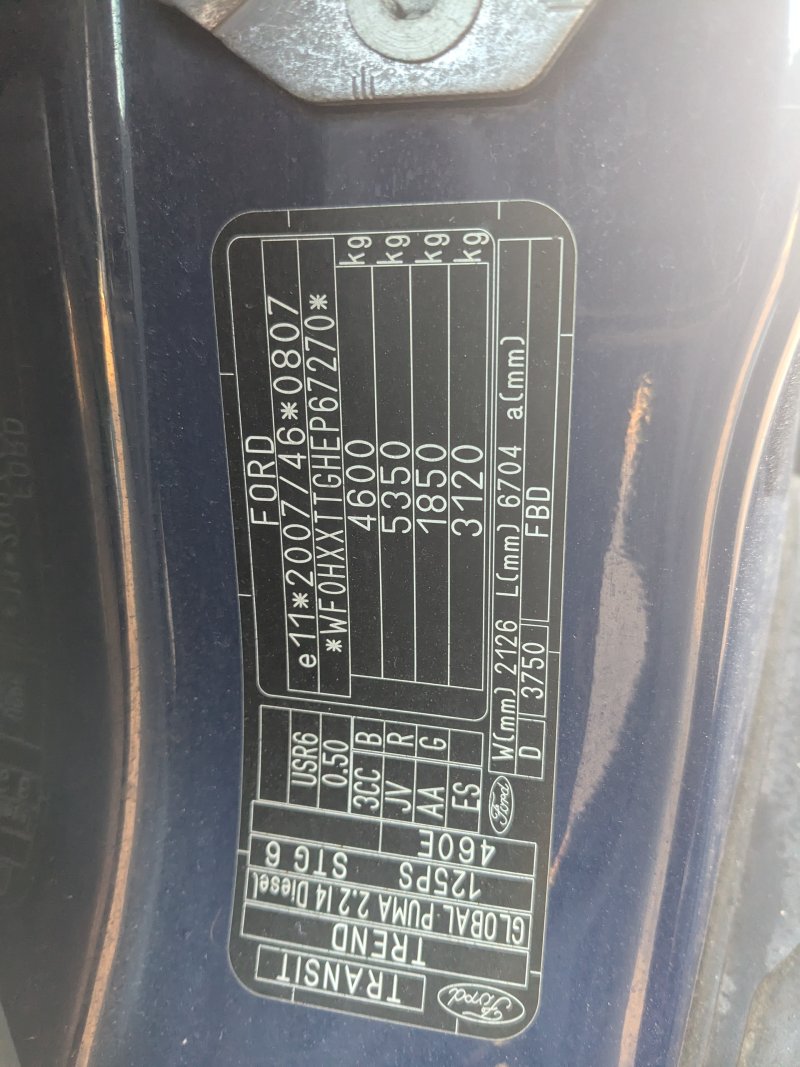 FORD
e11*2007/46*0807
*WF0HXXTTGHEP67270*
4600 kg
5350 kg
1850 kg
3120 kg
USR6
0.50
3CC B
JV R
AA G
ES
Ford
W(mm) 2126 L(mm) 6704 a(mm)
D 3750 FBD
TRANSIT
TREND
GLOBAL PUMA 2.2 I4 Diesel
125PS STG 6
460E
Ford